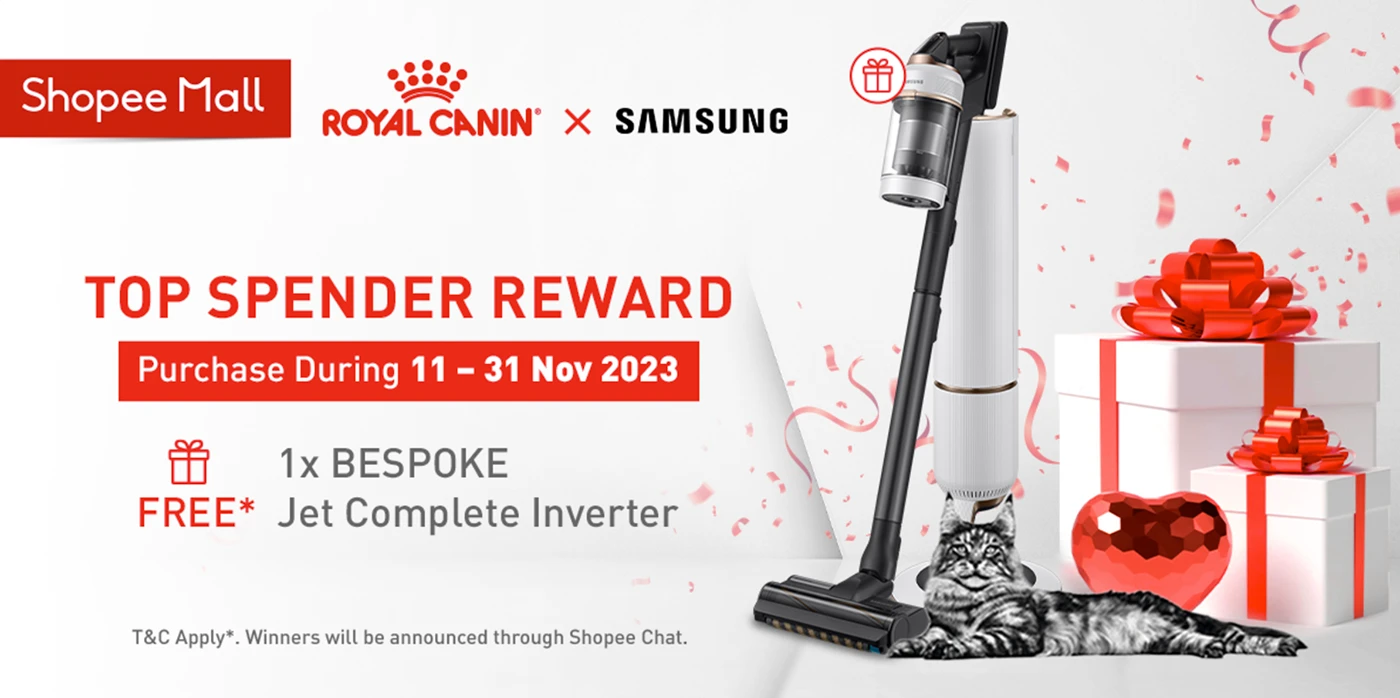 Shopee Mall
ROYAL CANIN® × SAMSUNG
TOP SPENDER REWARD
Purchase During 11 – 31 Nov 2023
1x BESPOKE
FREE* Jet Complete Inverter
T&C Apply*. Winners will be announced through Shopee Chat.